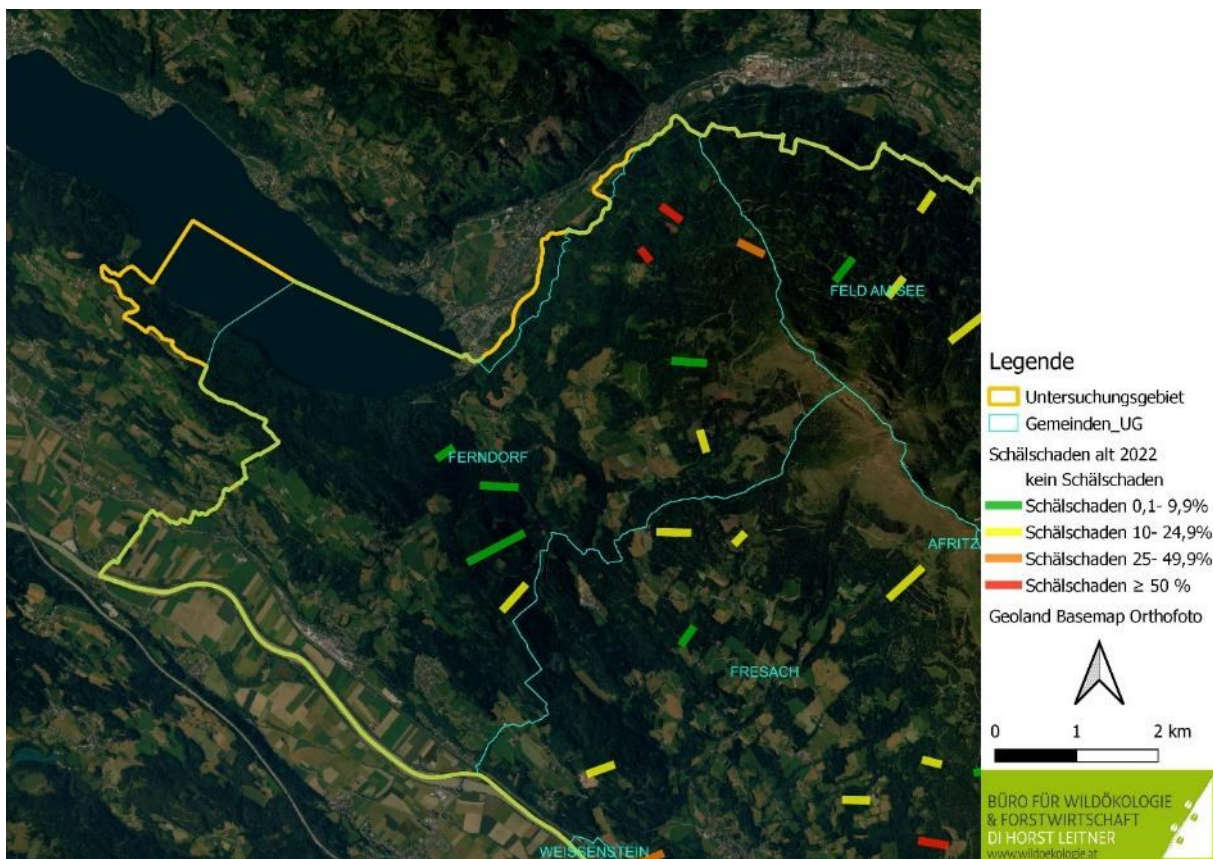 FELD AM SEE
FERNDORF
AFRITZ
FRESACH
WEISSENSTEIN
Legende
Untersuchungsgebiet
Gemeinden_UG
Schälschaden alt 2022
kein Schälschaden
Schälschaden 0,1- 9,9%
Schälschaden 10- 24,9%
Schälschaden 25- 49,9%
Schälschaden ≥ 50 %
Geoland Basemap Orthofoto
0 1 2 km
BÜRO FÜR WILDÖKOLOGIE
& FORSTWIRTSCHAFT
DI HORST LEITNER
www.wildoekologie.at